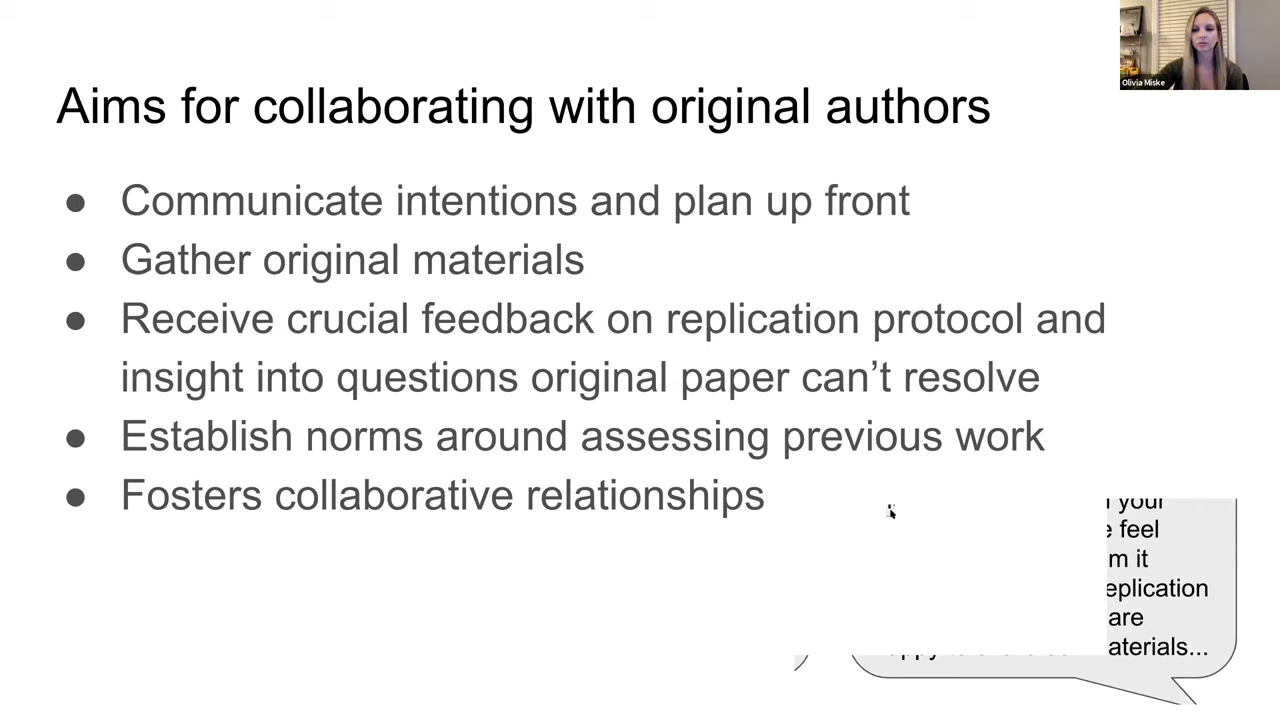 Olivia Miske
Aims for collaborating with original authors
● Communicate intentions and plan up front
● Gather original materials
● Receive crucial feedback on replication protocol and
insight into questions original paper can’t resolve
● Establish norms around assessing previous work
● Fosters collaborative relationships
your
feel
it
are